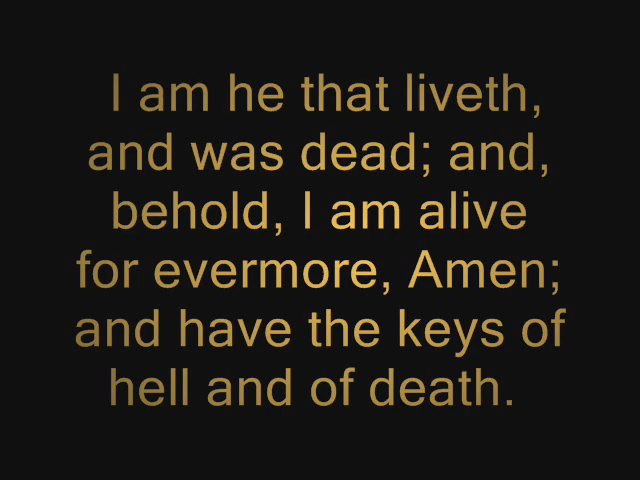 I am he that liveth,
and was dead; and,
behold, I am alive
for evermore, Amen;
and have the keys of
hell and of death.